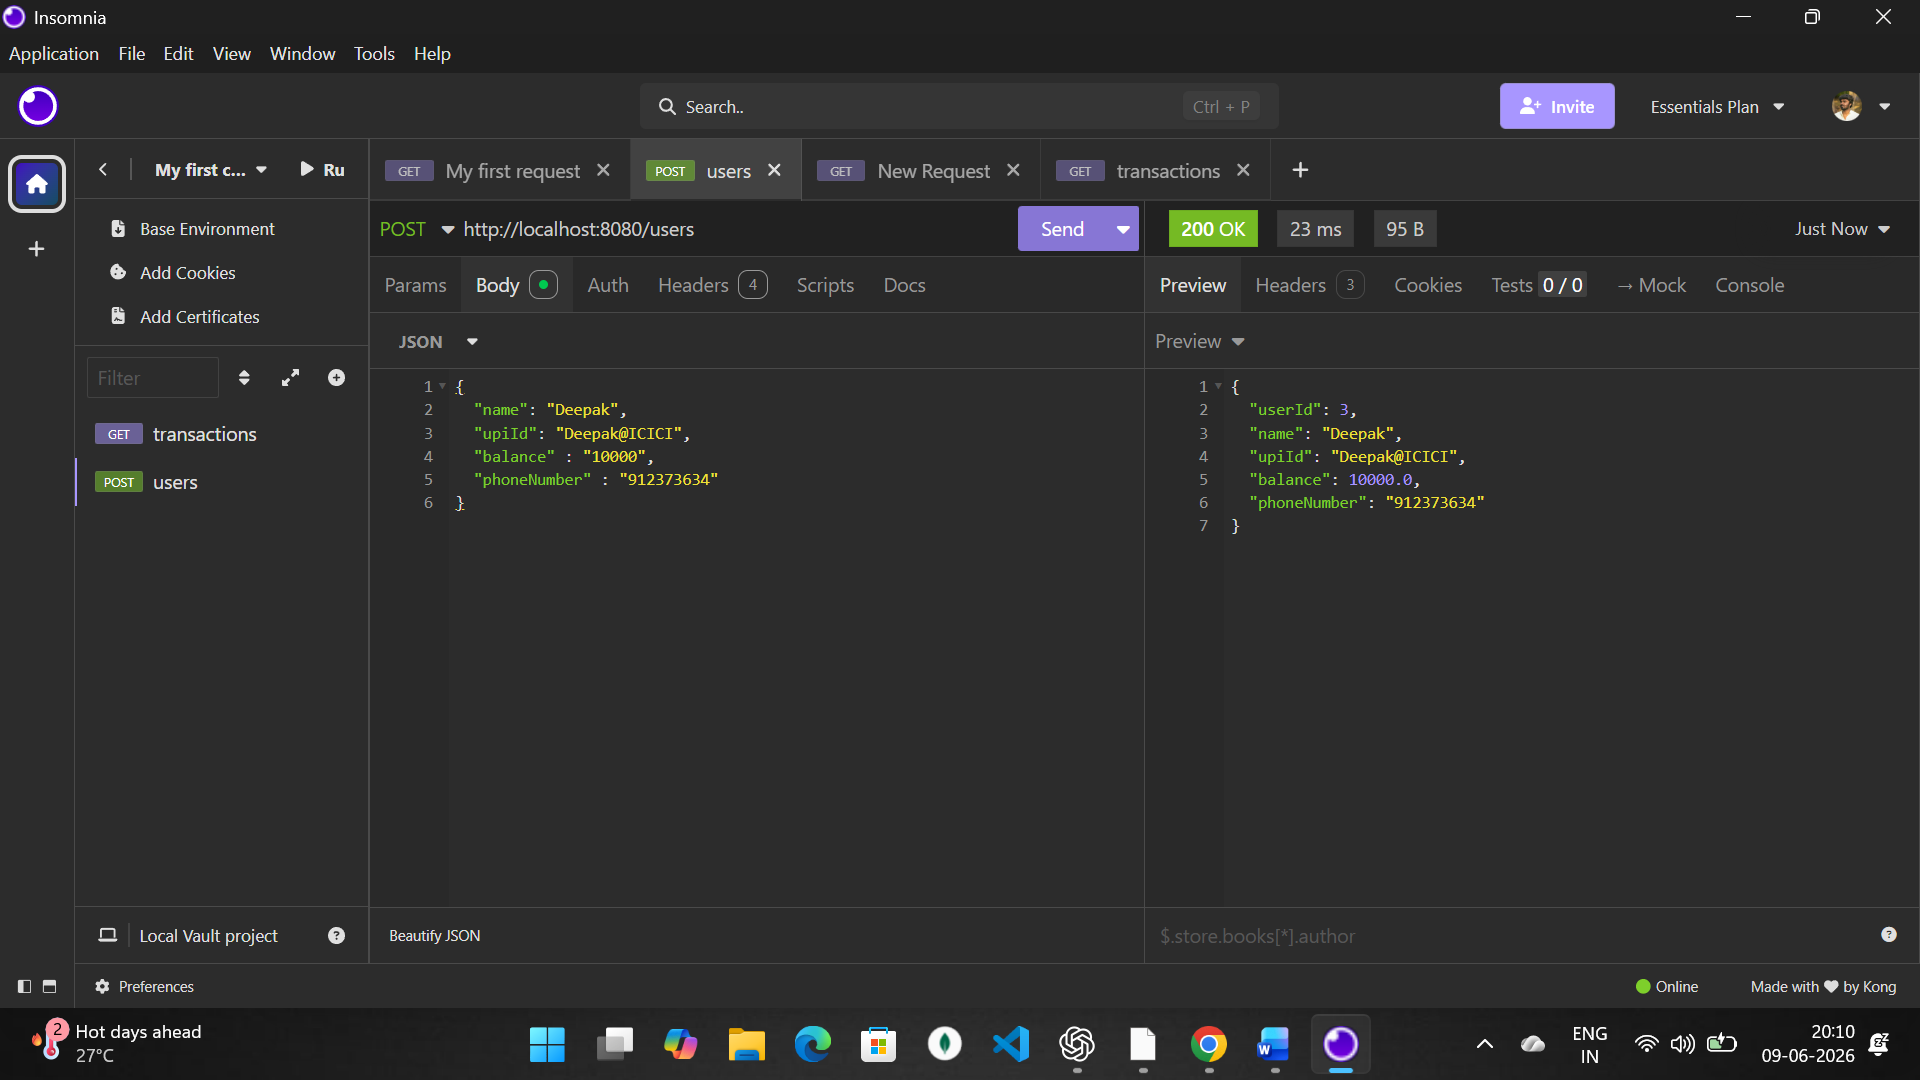 Insomnia
Application File Edit View Window Tools Help
Search.. Ctrl + P
Invite
Essentials Plan
My first c...
Ru
GET My first request
POST users
GET New Request
GET transactions
Base Environment
Add Cookies
Add Certificates
Filter
GET transactions
POST users
POST http://localhost:8080/users
Send
Params Body Auth Headers 4 Scripts Docs
JSON
1 {
2 "name": "Deepak",
3 "upiId": "Deepak@ICICI",
4 "balance" : "10000",
5 "phoneNumber" : "912373634"
6 }
200 OK 23 ms 95 B Just Now
Preview Headers 3 Cookies Tests 0 / 0 → Mock Console
Preview
1 {
2 "userId": 3,
3 "name": "Deepak",
4 "upiId": "Deepak@ICICI",
5 "balance": 10000.0,
6 "phoneNumber": "912373634"
7 }
Local Vault project
Beautify JSON
$.store.books[*].author
Preferences
Online
Made with ❤ by Kong
2
Hot days ahead
27°C
ENG
IN
20:10
09-06-2026